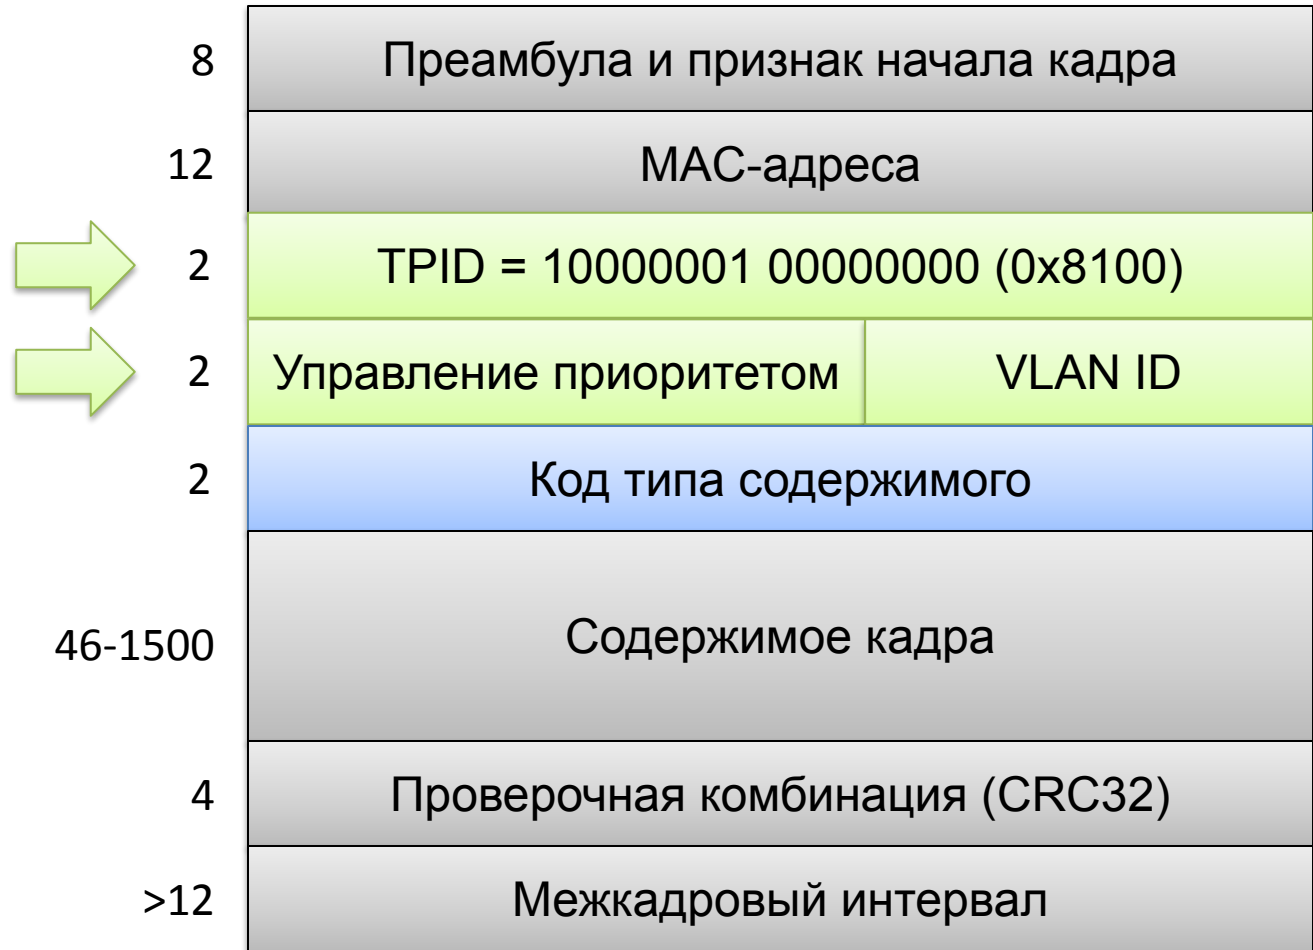 8 Преамбула и признак начала кадра
12 MAC-адреса
2 TPID = 10000001 00000000 (0x8100)
2 Управление приоритетом VLAN ID
2 Код типа содержимого
46-1500 Содержимое кадра
4 Проверочная комбинация (CRC32)
>12 Межкадровый интервал